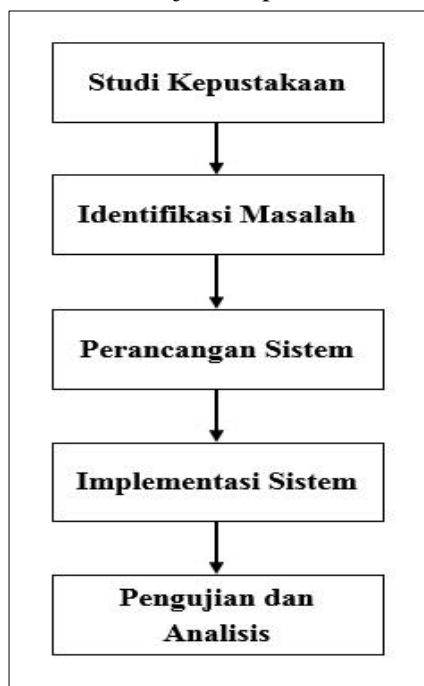 Studi Kepustakaan
Identifikasi Masalah
Perancangan Sistem
Implementasi Sistem
Pengujian dan
Analisis